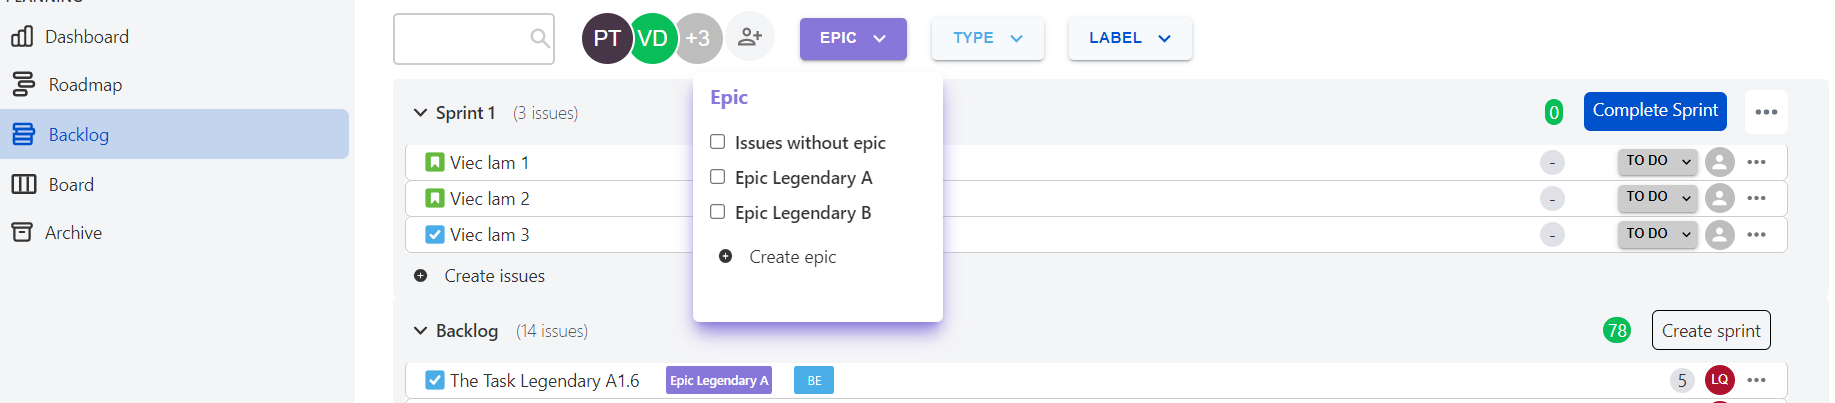 Dashboard
Roadmap
Backlog
Board
Archive
PT VD +3 EPIC TYPE LABEL
Epic
Issues without epic
Epic Legendary A
Epic Legendary B
Create epic
Sprint 1 (3 issues) 0 Complete Sprint
Viec lam 1 - TO DO
Viec lam 2 - TO DO
Viec lam 3 - TO DO
Create issues
Backlog (14 issues) 78 Create sprint
The Task Legendary A1.6 Epic Legendary A BE 5 LQ